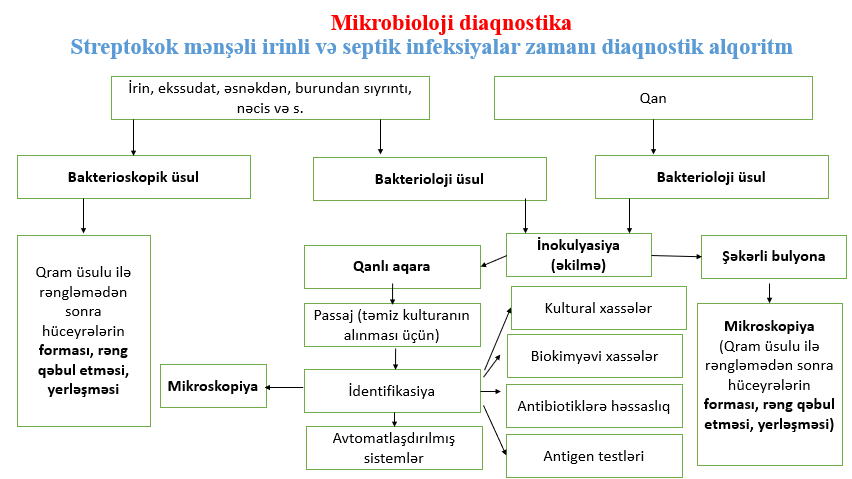 Mikrobioloji diaqnostika
Streptokok mənşəli irinli və septik infeksiyalar zamanı diaqnostik alqoritm
İrin, ekssudat, əsnəkdən, burundan sıyrıntı,
nəcis və s.
Qan
Bakterioskopik üsul
Bakterioloji üsul
Bakterioloji üsul
İnokulyasiya
(əkilmə)
Qanlı aqara
Şəkərli bulyona
Qram üsulu ilə
rəngləmədən
sonra
hüceyrələrin
forması, rəng
qəbul etməsi,
yerləşməsi
Passaj (təmiz kulturanın
alınması üçün)
Kultural xassələr
Mikroskopiya
(Qram üsulu ilə
rəngləmədən sonra
hüceyrələrin
forması, rəng qəbul
etməsi, yerləşməsi)
Biokimyəvi xassələr
Mikroskopiya
İdentifikasiya
Antibiotiklərə həssaslıq
Avtomatlaşdırılmış
sistemlər
Antigen testləri